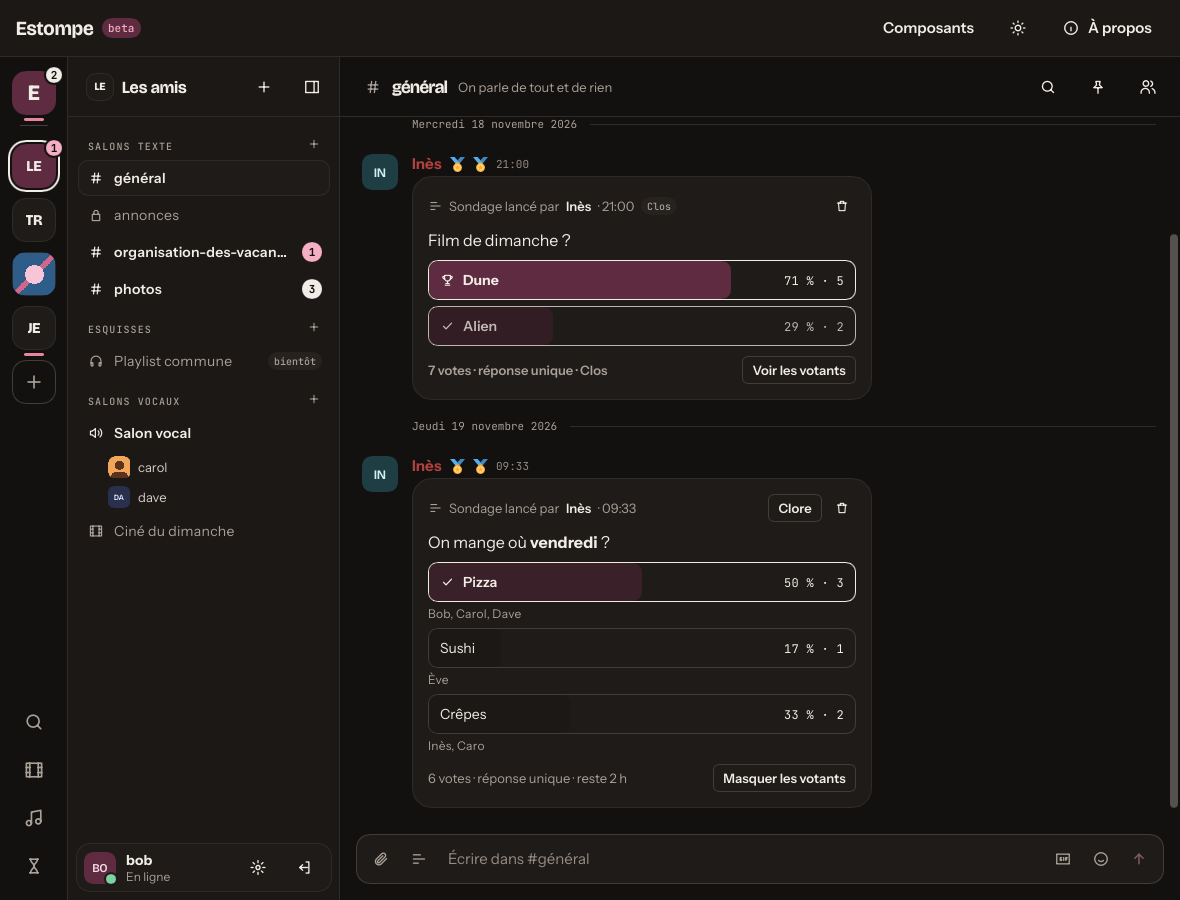 Estompe beta
Composants
À propos
E
2
LE
1
TR
JE
LE Les amis
SALONS TEXTE
# général
annonces
# organisation-des-vacan... 1
# photos 3
ESQUISSES
Playlist commune bientôt
SALONS VOCAUX
Salon vocal
carol
DA dave
Ciné du dimanche
BO bob
En ligne
# général On parle de tout et de rien
Mercredi 18 novembre 2026
IN Inès 21:00
Sondage lancé par Inès · 21:00 Clos
Film de dimanche ?
Dune 71 % · 5
Alien 29 % · 2
7 votes · réponse unique · Clos Voir les votants
Jeudi 19 novembre 2026
IN Inès 09:33
Sondage lancé par Inès · 09:33 Clore
On mange où vendredi ?
Pizza 50 % · 3
Bob, Carol, Dave
Sushi 17 % · 1
Ève
Crêpes 33 % · 2
Inès, Caro
6 votes · réponse unique · reste 2 h Masquer les votants
Écrire dans #général
GIF